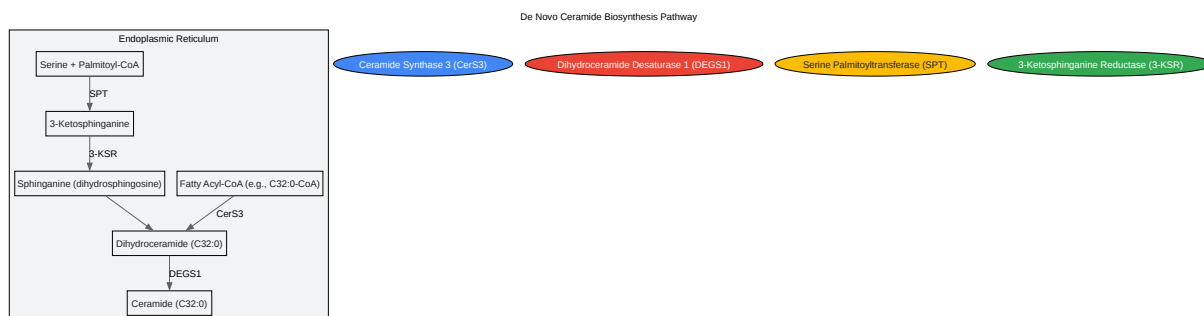 De Novo Ceramide Biosynthesis Pathway
Endoplasmic Reticulum
Serine + Palmitoyl-CoA
Ceramide Synthase 3 (CerS3)
Dihydroceramide Desaturase 1 (DEGS1)
Serine Palmitoyltransferase (SPT)
3-Ketosphinganine Reductase (3-KSR)
SPT
3-Ketosphinganine
3-KSR
Sphinganine (dihydrosphingosine)
Fatty Acyl-CoA (e.g., C32:0-CoA)
CerS3
Dihydroceramide (C32:0)
DEGS1
Ceramide (C32:0)